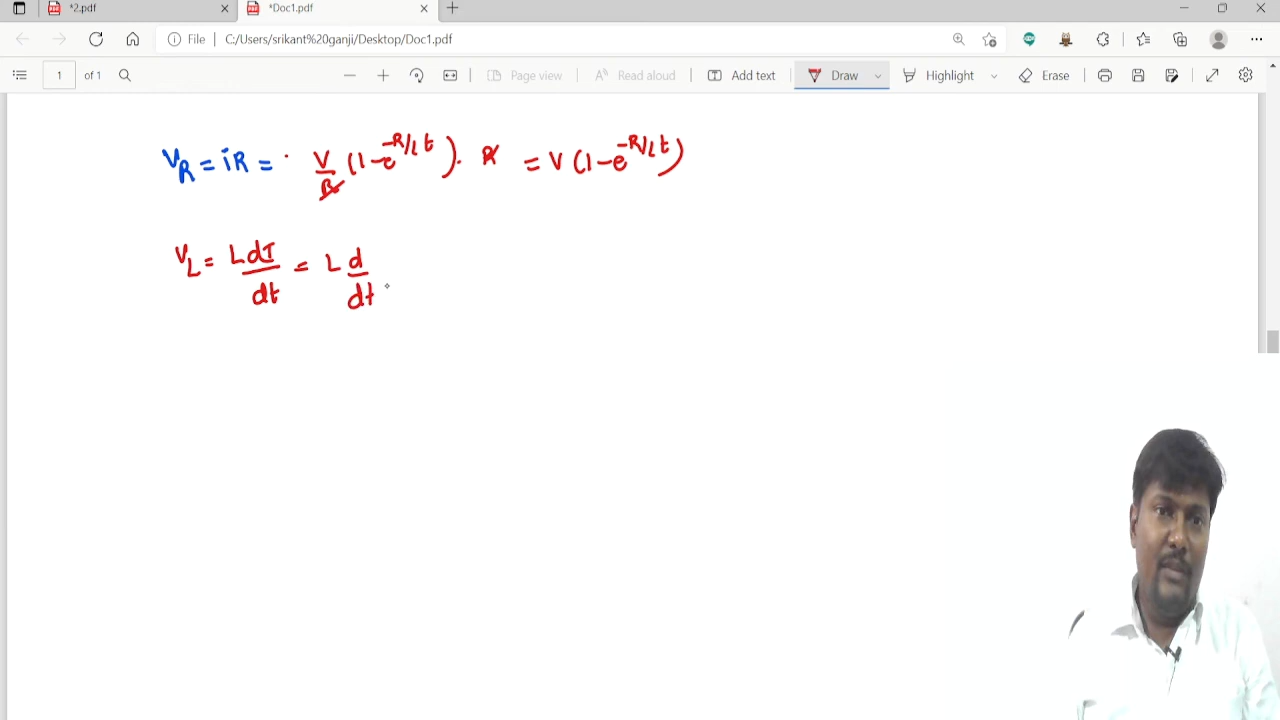 *2.pdf *Doc1.pdf
File C:/Users/srikant%20ganji/Desktop/Doc1.pdf
1 of 1 Page view Read aloud Add text Draw Highlight Erase
V_R = iR = V/R (1-e^{-R/L t}). R = V (1-e^{-R/L t})
V_L = L dI/dt = L d/dt